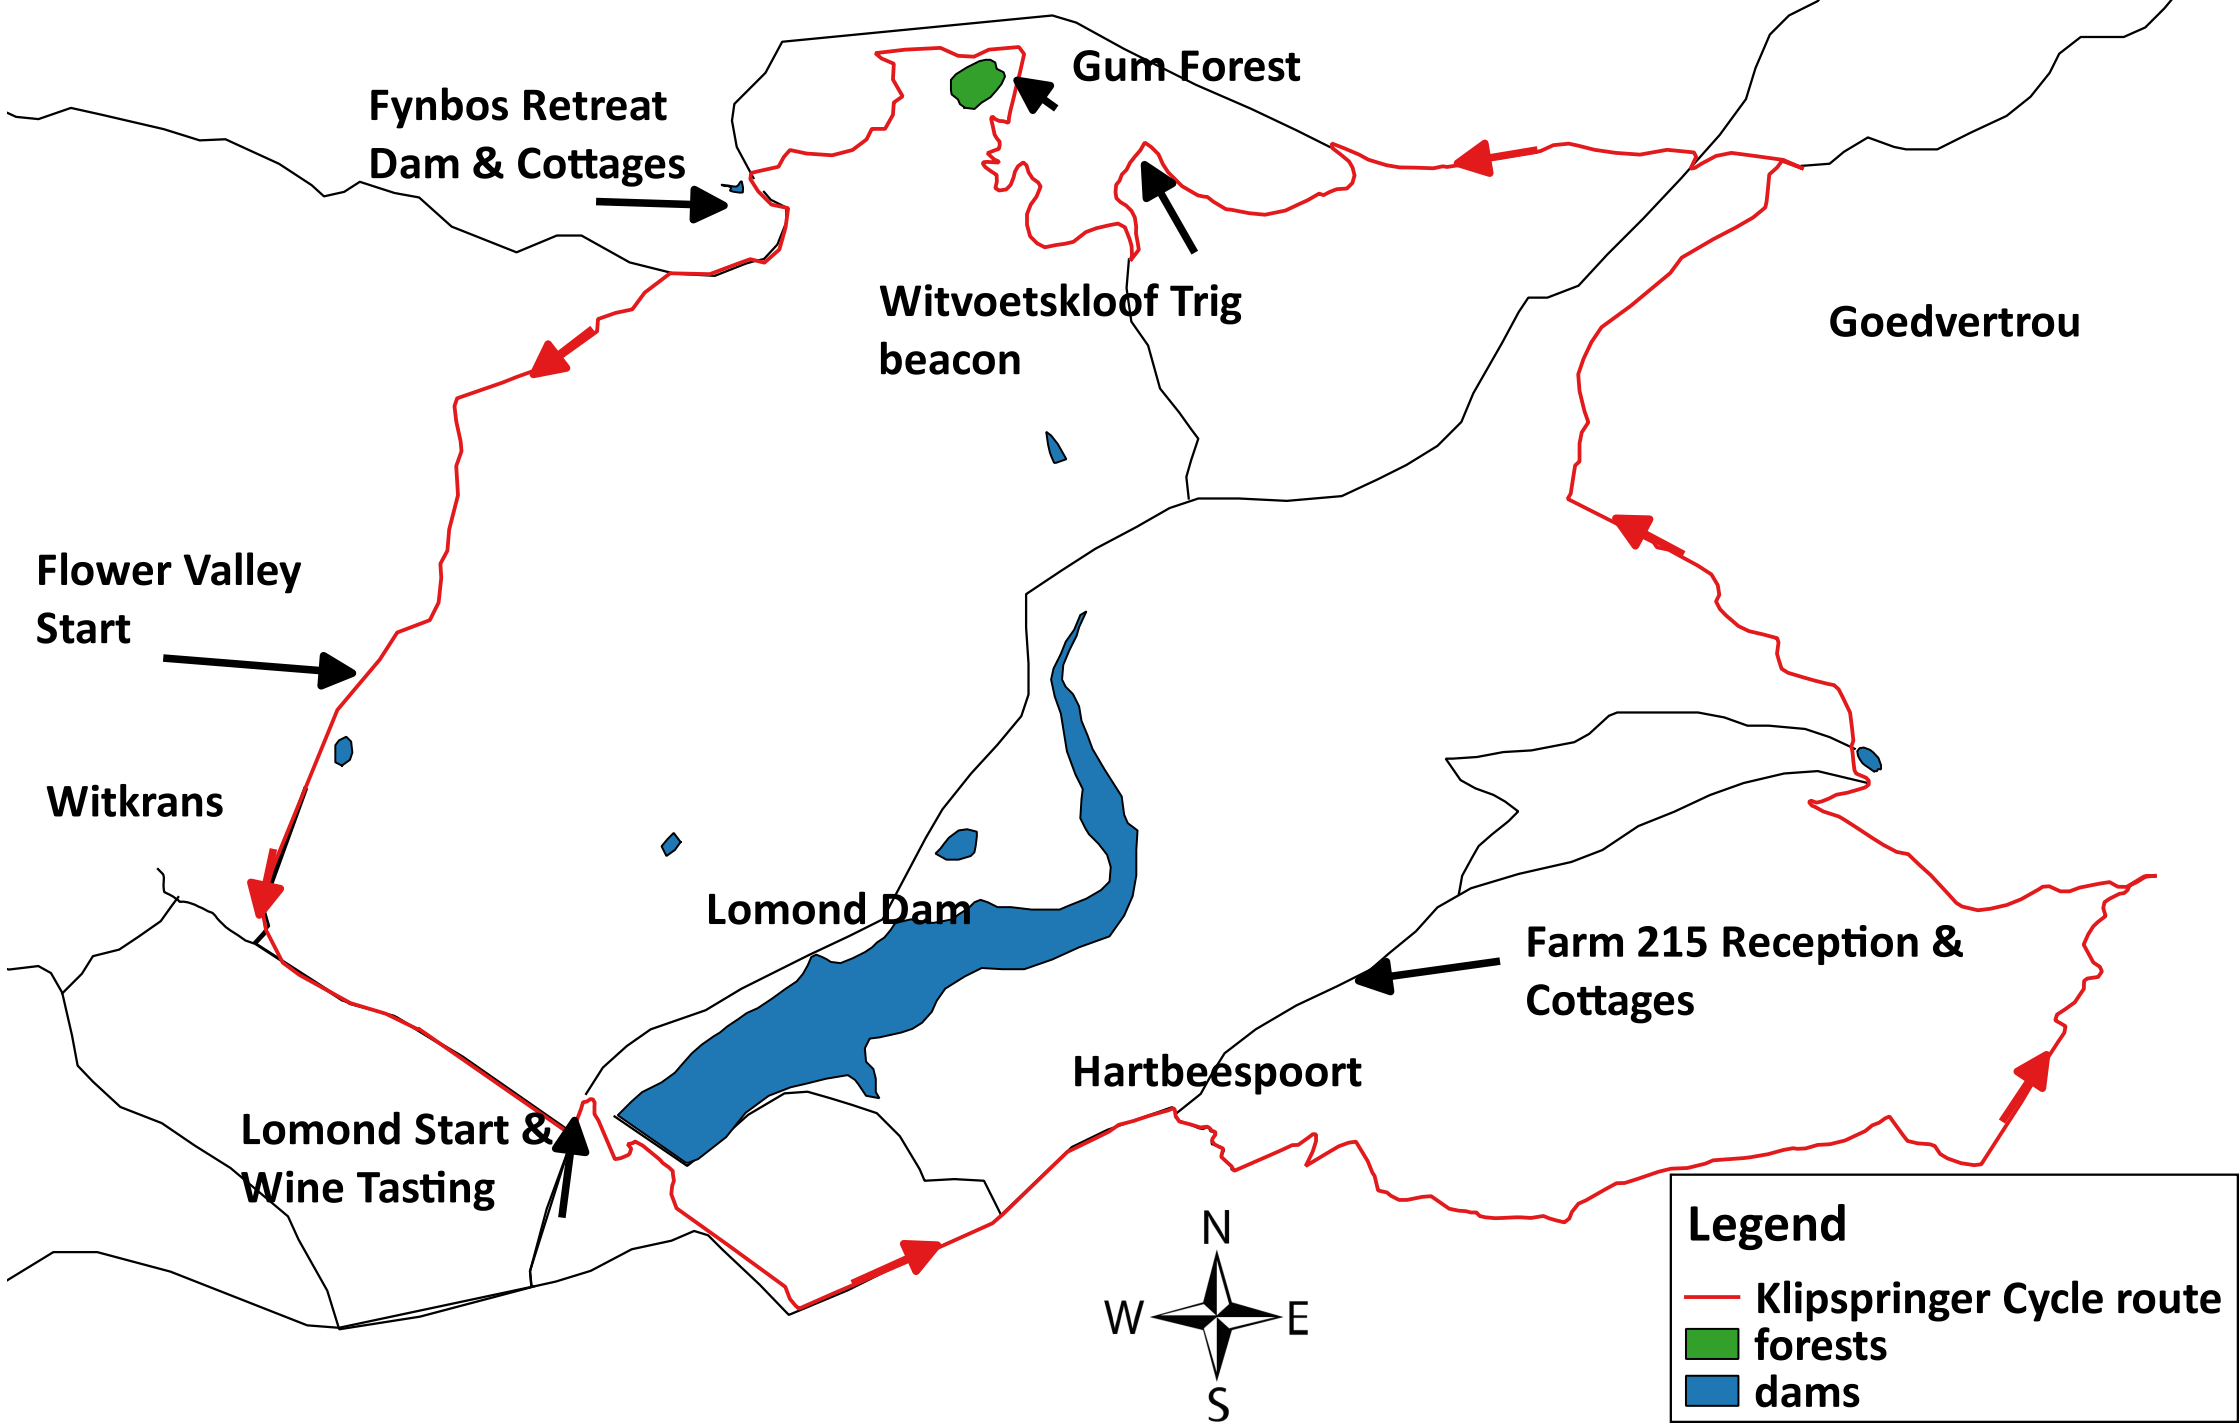 Gum Forest
Fynbos Retreat
Dam & Cottages
Witvoetskloof Trig
beacon
Goedvertrou
Flower Valley
Start
Witkrans
Lomond Dam
Farm 215 Reception &
Cottages
Hartbeespoort
Lomond Start &
Wine Tasting
N
W
E
S
Legend
Klipspringer Cycle route
forests
dams